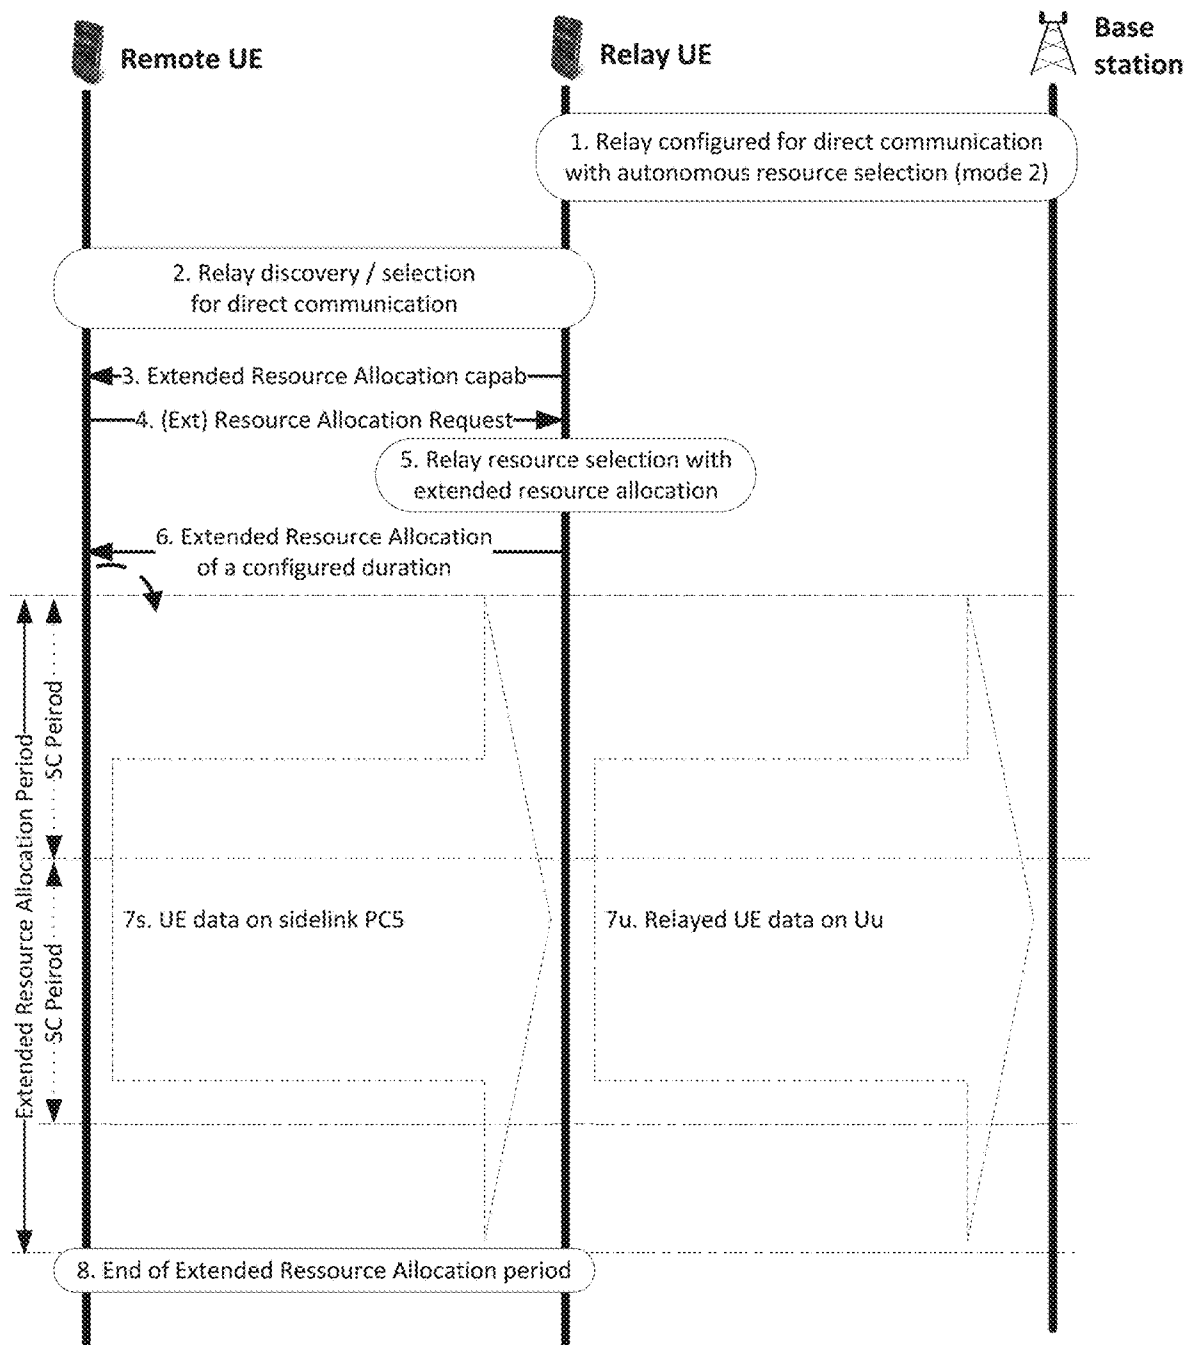 Remote UE
Relay UE
Base
station
1. Relay configured for direct communication
with autonomous resource selection (mode 2)
2. Relay discovery / selection
for direct communication
3. Extended Resource Allocation capab
4. (Ext) Resource Allocation Request
5. Relay resource selection with
extended resource allocation
6. Extended Resource Allocation
of a configured duration
Extended Resource Allocation Period
SC Peirod
SC Peirod
7s. UE data on sidelink PC5
7u. Relayed UE data on Uu
8. End of Extended Ressource Allocation period